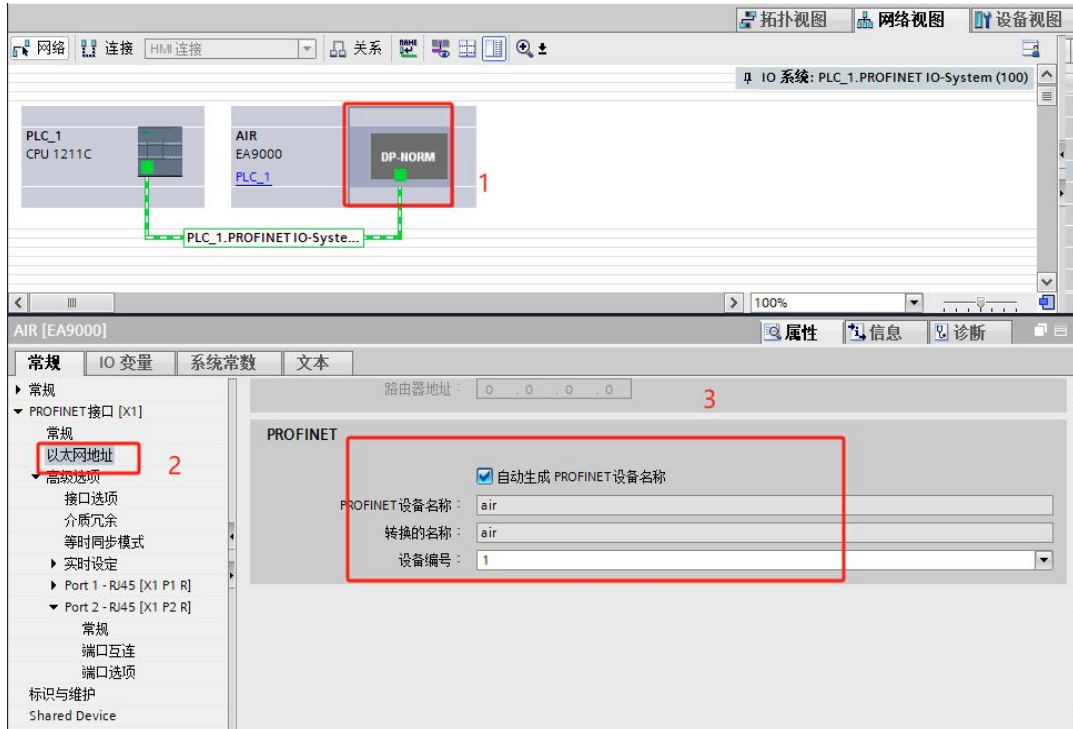 拓扑视图 网络视图 设备视图
网络 连接 HMI 连接 关系
IO 系统: PLC_1.PROFINET IO-System (100)
PLC_1
CPU 1211C
AIR
EA9000
PLC_1
DP-NORM
1
PLC_1.PROFINET IO-Syste...
100%
AIR [EA9000]
属性 信息 诊断
常规 IO 变量 系统常数 文本
常规
PROFINET接口 [X1]
常规
以太网地址
2
高级选项
接口选项
介质冗余
等时同步模式
实时设定
Port 1 - RJ45 [X1 P1 R]
Port 2 - RJ45 [X1 P2 R]
常规
端口互连
端口选项
标识与维护
Shared Device
路由器地址： 0 . 0 . 0 . 0
3
PROFINET
自动生成 PROFINET设备名称
PROFINET设备名称： air
转换的名称： air
设备编号： 1